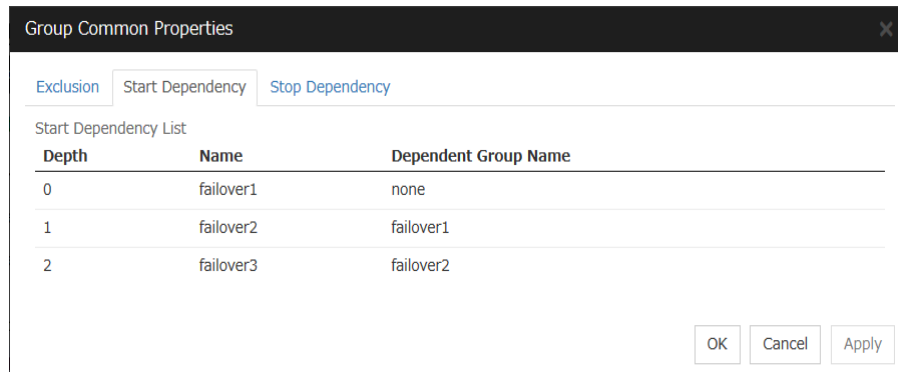 Group Common Properties
Exclusion Start Dependency Stop Dependency
Start Dependency List
Depth Name Dependent Group Name
0 failover1 none
1 failover2 failover1
2 failover3 failover2
OK Cancel Apply